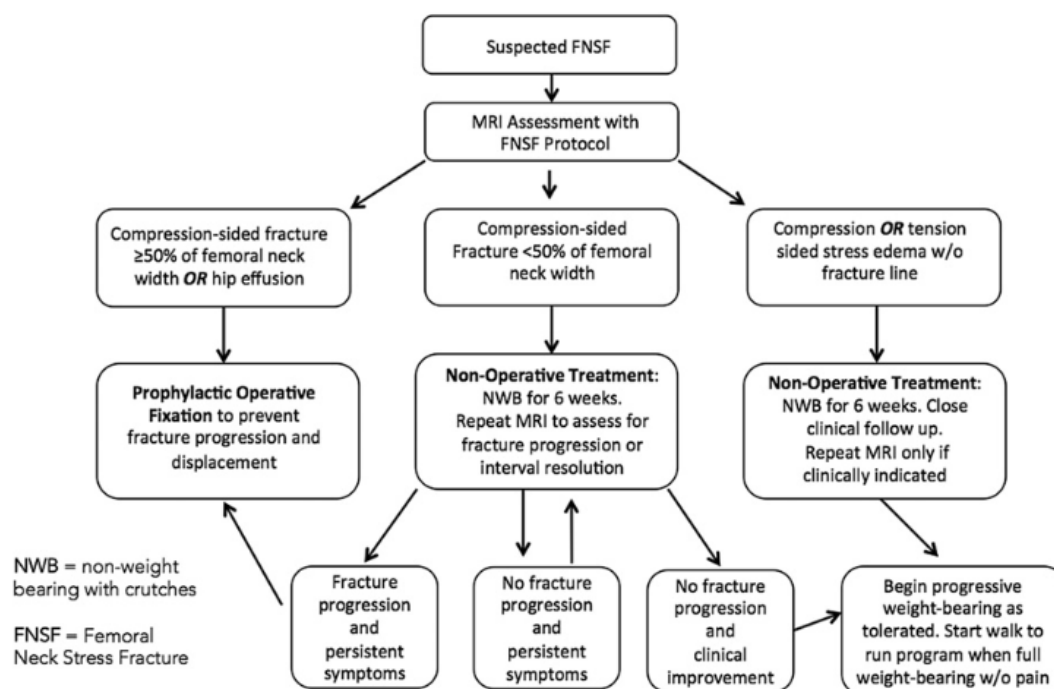 Suspected FNSF
MRI Assessment with
FNSF Protocol
Compression-sided fracture
≥50% of femoral neck
width OR hip effusion
Compression-sided
Fracture <50% of femoral
neck width
Compression OR tension
sided stress edema w/o
fracture line
Prophylactic Operative
Fixation to prevent
fracture progression and
displacement
Non-Operative Treatment:
NWB for 6 weeks.
Repeat MRI to assess for
fracture progression or
interval resolution
Non-Operative Treatment:
NWB for 6 weeks. Close
clinical follow up.
Repeat MRI only if
clinically indicated
NWB = non-weight
bearing with crutches
FNSF = Femoral
Neck Stress Fracture
Fracture
progression
and
persistent
symptoms
No fracture
progression and
persistent
symptoms
No fracture
progression
and
clinical
improvement
Begin progressive
weight-bearing as
tolerated. Start walk to
run program when full
weight-bearing w/o pain